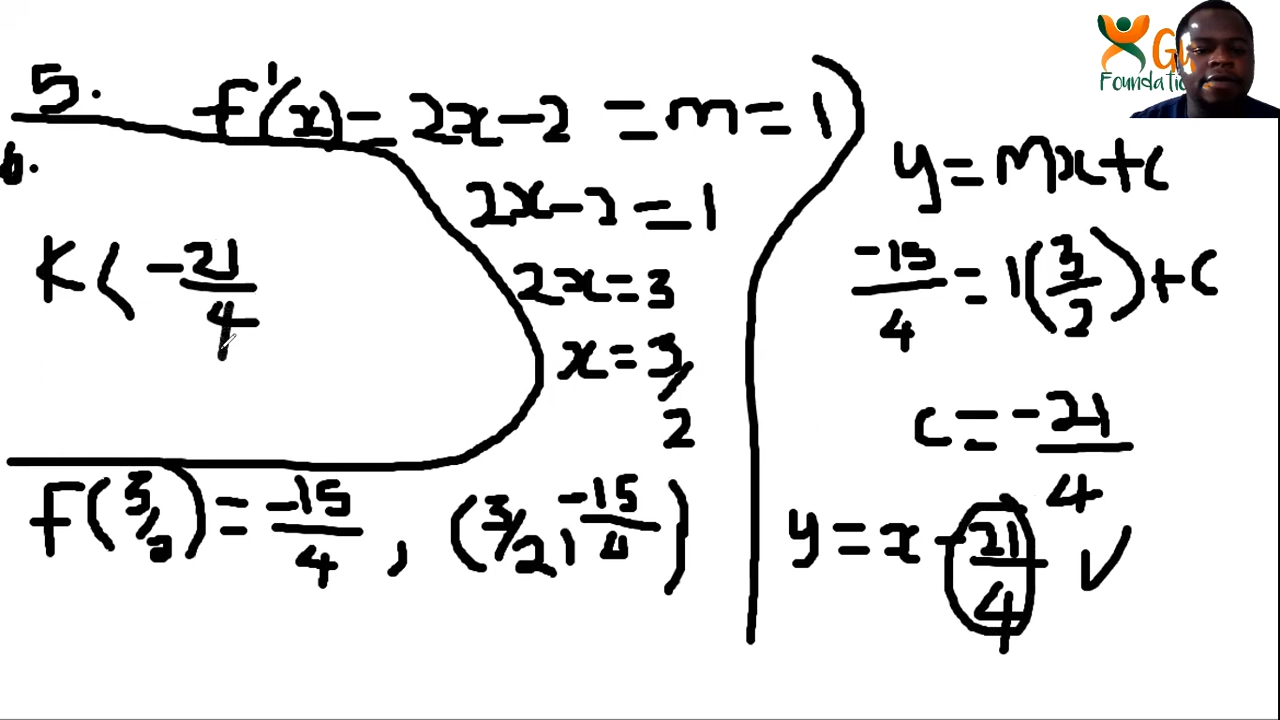 5.
f'(x) = 2x-2 = m = 1
2x-2 = 1
2x=3
x = 3/2
f(3/2) = -15/4 , (3/2, -15/4)
y = mx+c
-15/4 = 1(3/2)+c
c = -21/4
y = x -21/4 ✓
6.
K < -21/4
Foundation